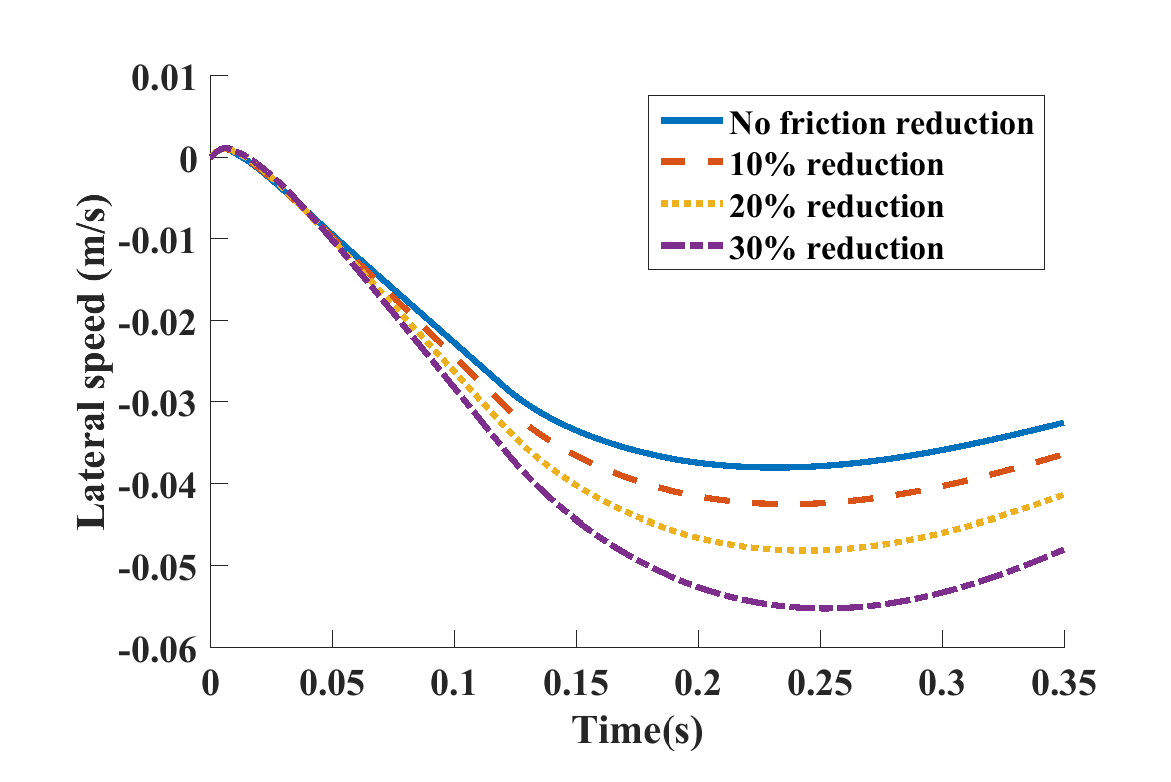 0.01
0
-0.01
-0.02
-0.03
-0.04
-0.05
-0.06
Lateral speed (m/s)
No friction reduction
10% reduction
20% reduction
30% reduction
0 0.05 0.1 0.15 0.2 0.25 0.3 0.35
Time(s)